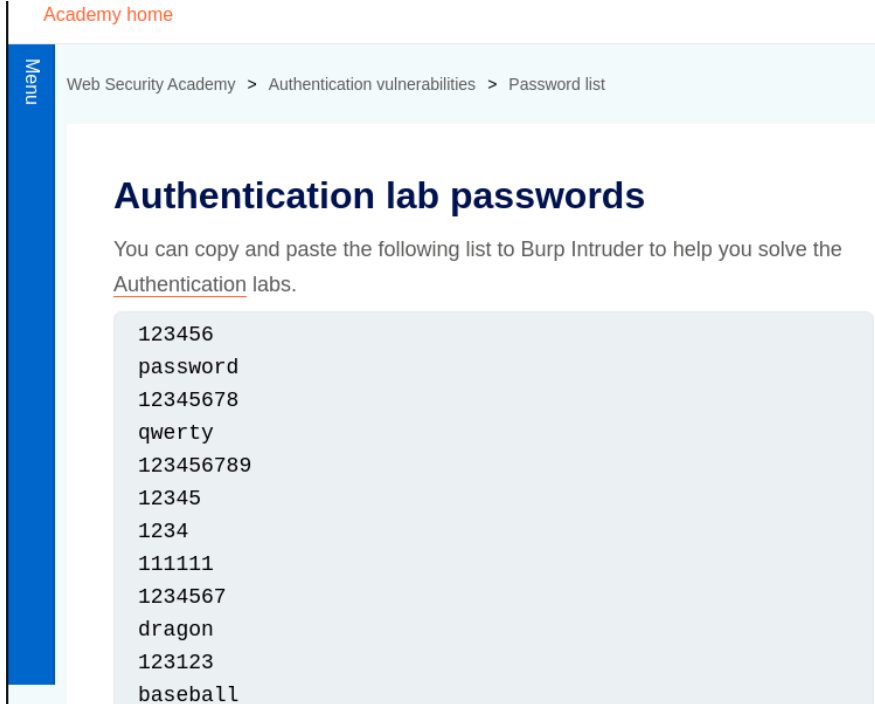 Academy home
Menu
Web Security Academy > Authentication vulnerabilities > Password list
Authentication lab passwords
You can copy and paste the following list to Burp Intruder to help you solve the
Authentication labs.
123456
password
12345678
qwerty
123456789
12345
1234
111111
1234567
dragon
123123
baseball